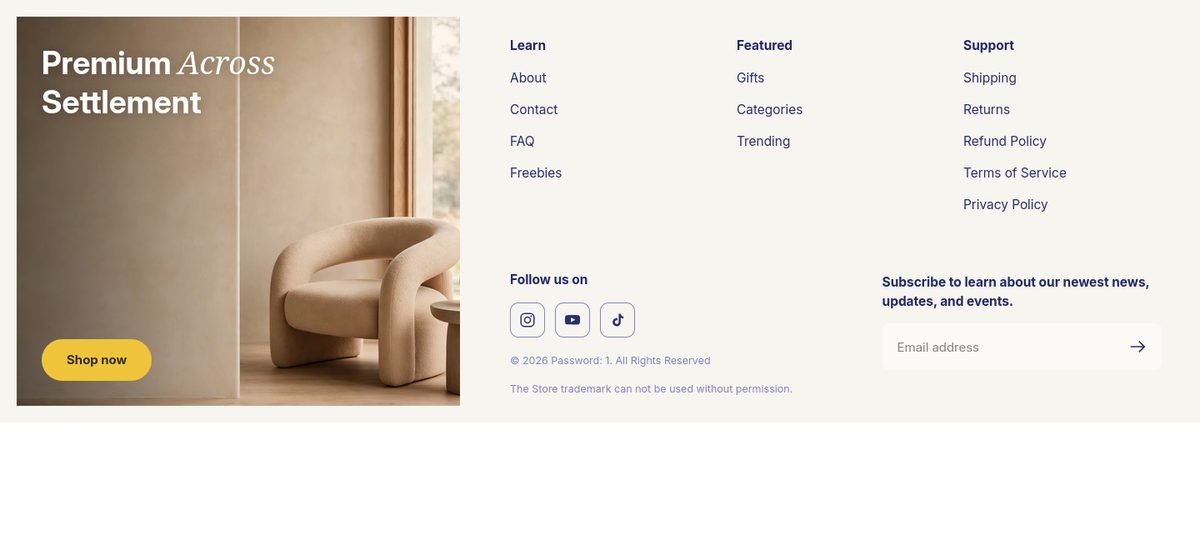 Premium Across
Settlement
Shop now
Learn
About
Contact
FAQ
Freebies
Featured
Gifts
Categories
Trending
Support
Shipping
Returns
Refund Policy
Terms of Service
Privacy Policy
Follow us on
© 2026 Password: 1. All Rights Reserved
The Store trademark can not be used without permission.
Subscribe to learn about our newest news,
updates, and events.
Email address